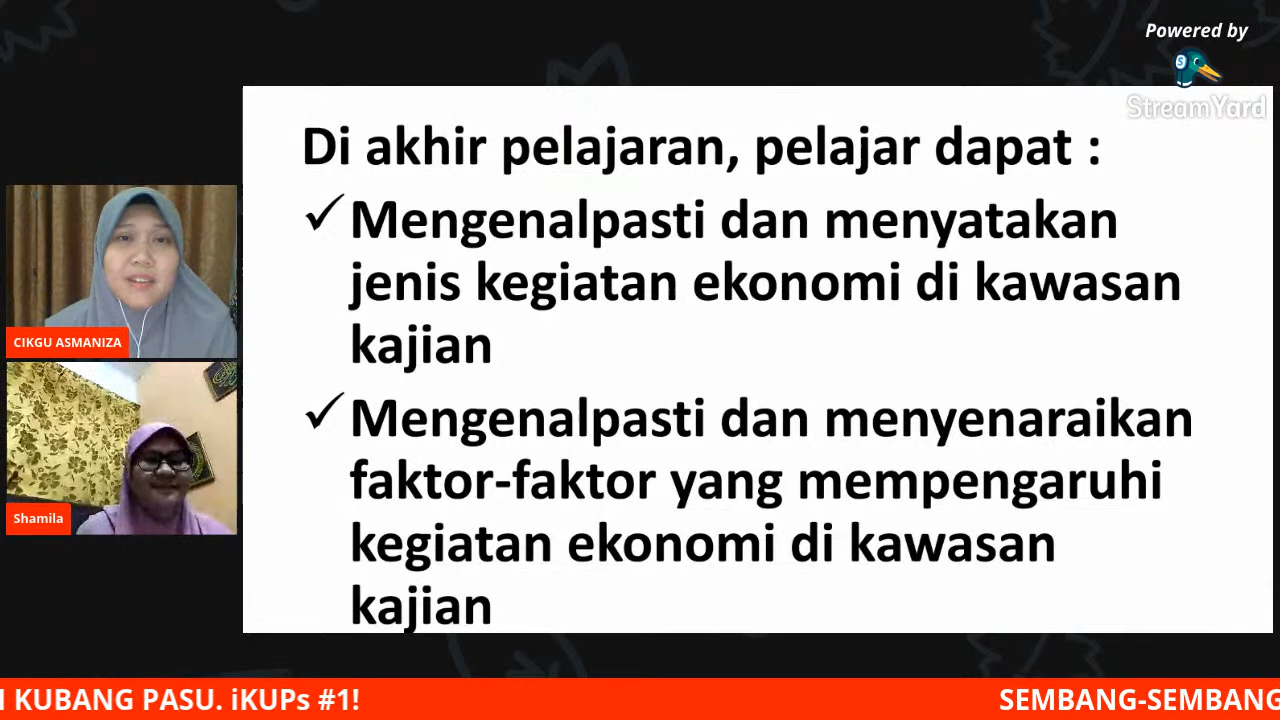 Powered by
StreamYard
Di akhir pelajaran, pelajar dapat :
✓Mengenalpasti dan menyatakan
jenis kegiatan ekonomi di kawasan
kajian
✓Mengenalpasti dan menyenaraikan
faktor-faktor yang mempengaruhi
kegiatan ekonomi di kawasan
kajian
CIKGU ASMANIZA
Shamila
KUBANG PASU. iKUPs #1! SEMBANG-SEMBANG